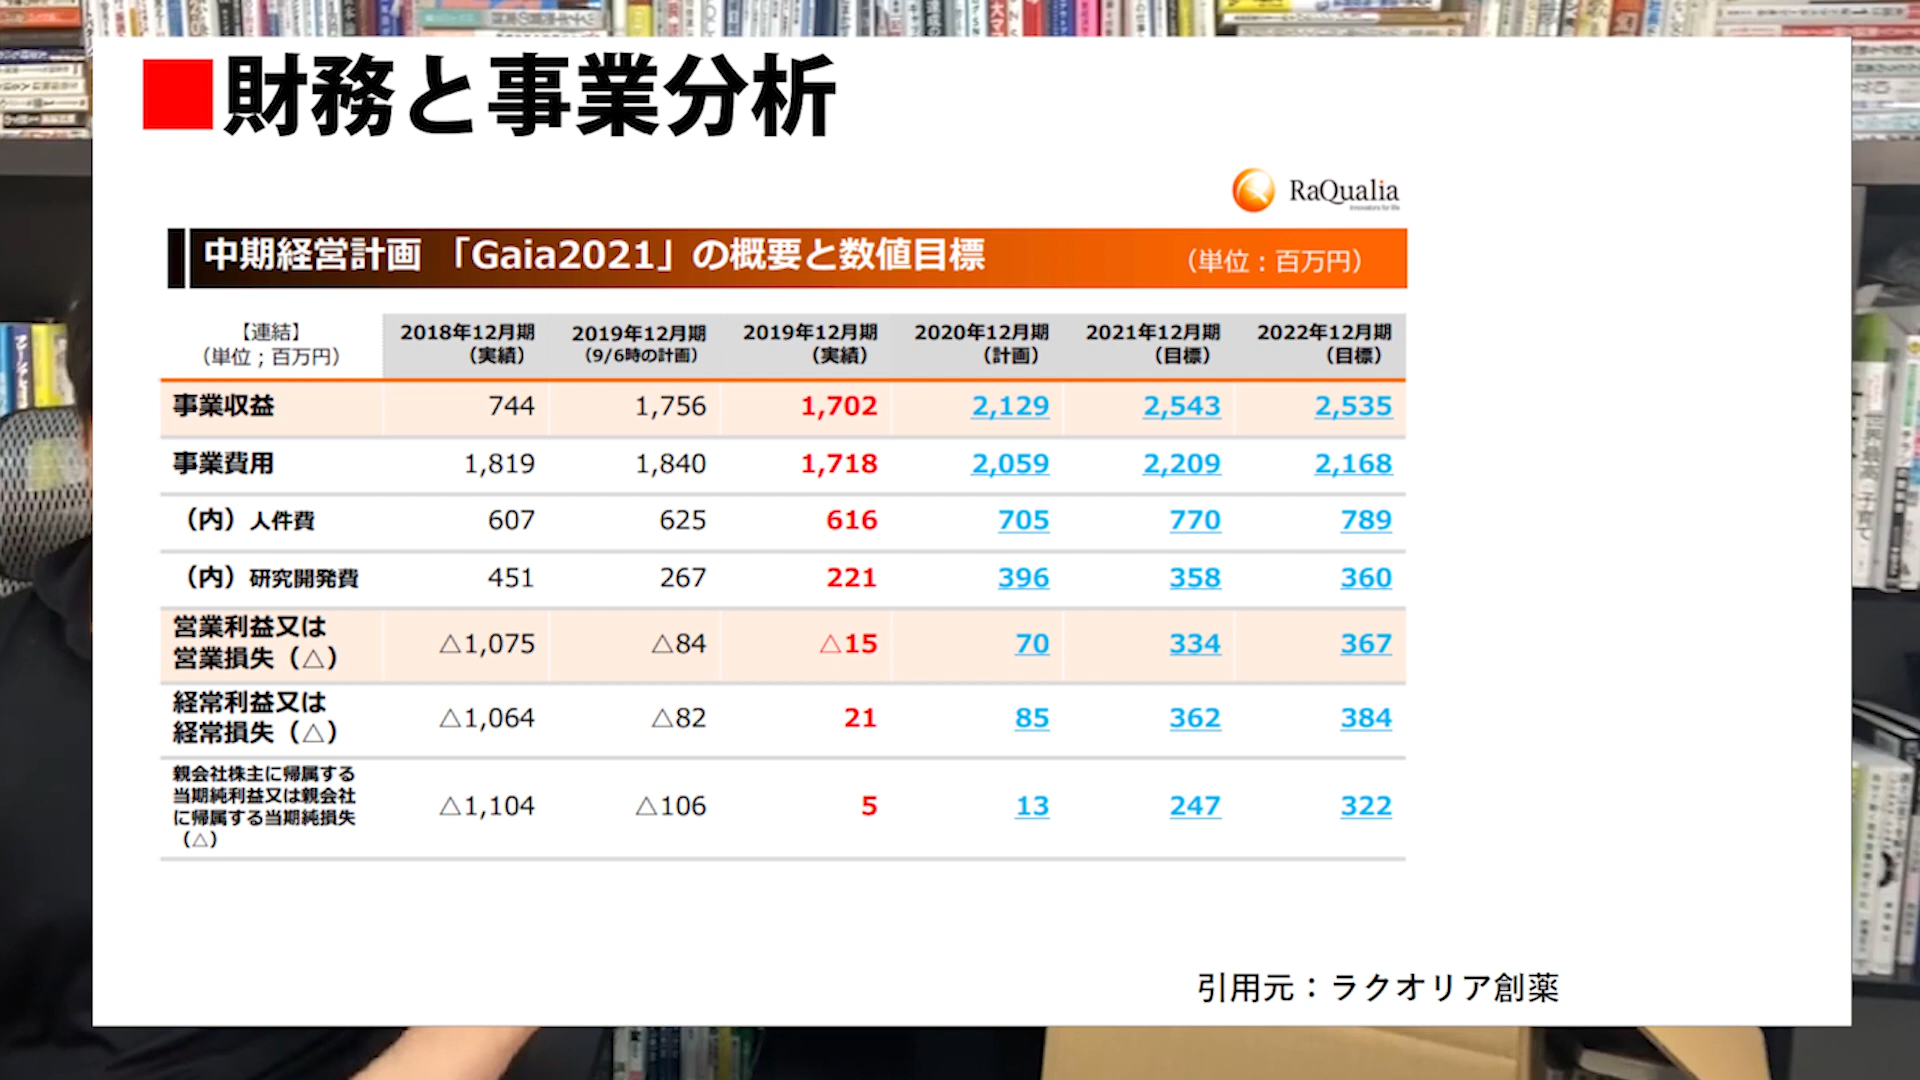 ■財務と事業分析
RaQualia
innovators for life
中期経営計画 「Gaia2021」の概要と数値目標 (単位:百万円)
【連結】 2018年12月期 2019年12月期 2019年12月期 2020年12月期 2021年12月期 2022年12月期
(単位;百万円) (実績) (9/6時の計画) (実績) (計画) (目標) (目標)
事業収益 744 1,756 1,702 2,129 2,543 2,535
事業費用 1,819 1,840 1,718 2,059 2,209 2,168
(内)人件費 607 625 616 705 770 789
(内)研究開発費 451 267 221 396 358 360
営業利益又は
営業損失(△) △1,075 △84 △15 70 334 367
経常利益又は
経常損失(△) △1,064 △82 21 85 362 384
親会社株主に帰属する
当期純利益又は親会社
に帰属する当期純損失
(△) △1,104 △106 5 13 247 322
引用元:ラクオリア創薬